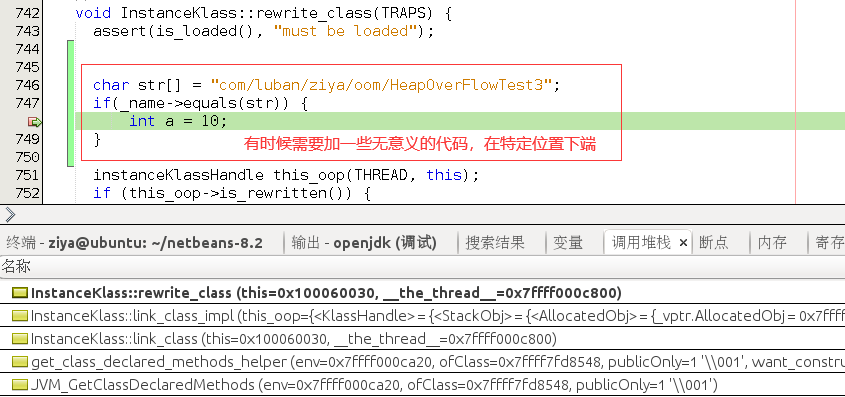 742 void InstanceKlass::rewrite_class(TRAPS) {
743 assert(is_loaded(), "must be loaded");
744
745
746 char str[] = "com/luban/ziya/oom/HeapOverFlowTest3";
747 if(_name->equals(str)) {
int a = 10;
749 }
有时候需要加一些无意义的代码，在特定位置下端
750
751 instanceKlassHandle this_oop(THREAD, this);
752 if (this_oop->is_rewritten()) {
终端 - ziya@ubuntu: ~/netbeans-8.2 输出 - openjdk (调试) 搜索结果 变量 调用堆栈 × 断点 内存 寄存
名称
InstanceKlass::rewrite_class (this=0x100060030, __the_thread__=0x7ffff000c800)
InstanceKlass::link_class_impl (this_oop={<KlassHandle> = {<StackObj> = {<AllocatedObj> = {_vptr.AllocatedObj = 0x7ffff
InstanceKlass::link_class (this=0x100060030, __the_thread__=0x7ffff000c800)
get_class_declared_methods_helper (env=0x7ffff000ca20, ofClass=0x7ffff7fd8548, publicOnly=1 '\\001', want_constru
JVM_GetClassDeclaredMethods (env=0x7ffff000ca20, ofClass=0x7ffff7fd8548, publicOnly=1 '\\001')